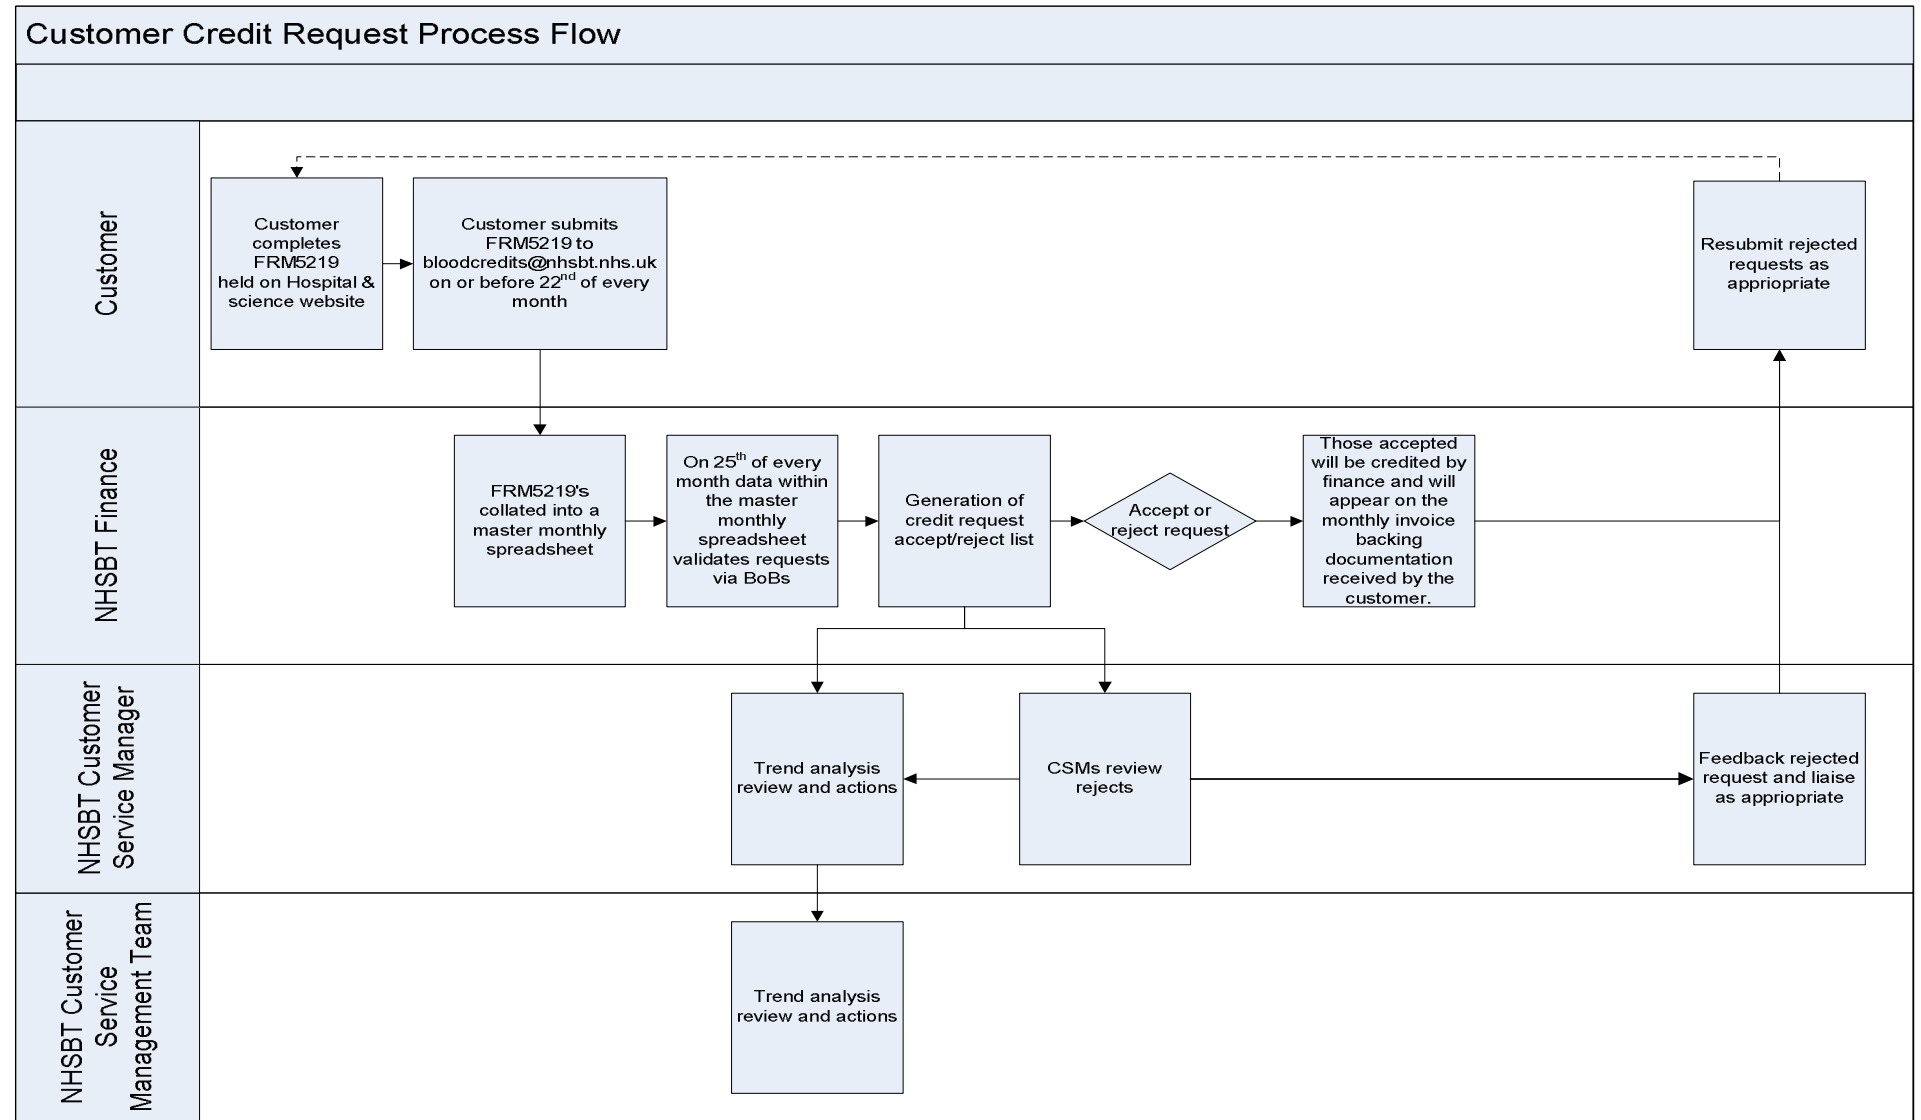 Customer Credit Request Process Flow
Customer
Customer
completes
FRM5219
held on Hospital &
science website
Customer submits
FRM5219 to
bloodcredits@nhsbt.nhs.uk
on or before 22nd of every
month
Resubmit rejected
requests as
appriopriate
NHSBT Finance
FRM5219's
collated into a
master monthly
spreadsheet
On 25th of every
month data within
the master
monthly
spreadsheet
validates requests
via BoBs
Generation of
credit request
accept/reject list
Accept or
reject request
Those accepted
will be credited by
finance and will
appear on the
monthly invoice
backing
documentation
received by the
customer.
NHSBT Customer
Service Manager
Trend analysis
review and actions
CSMs review
rejects
Feedback rejected
request and liaise
as appriopriate
NHSBT Customer
Service
Management Team
Trend analysis
review and actions